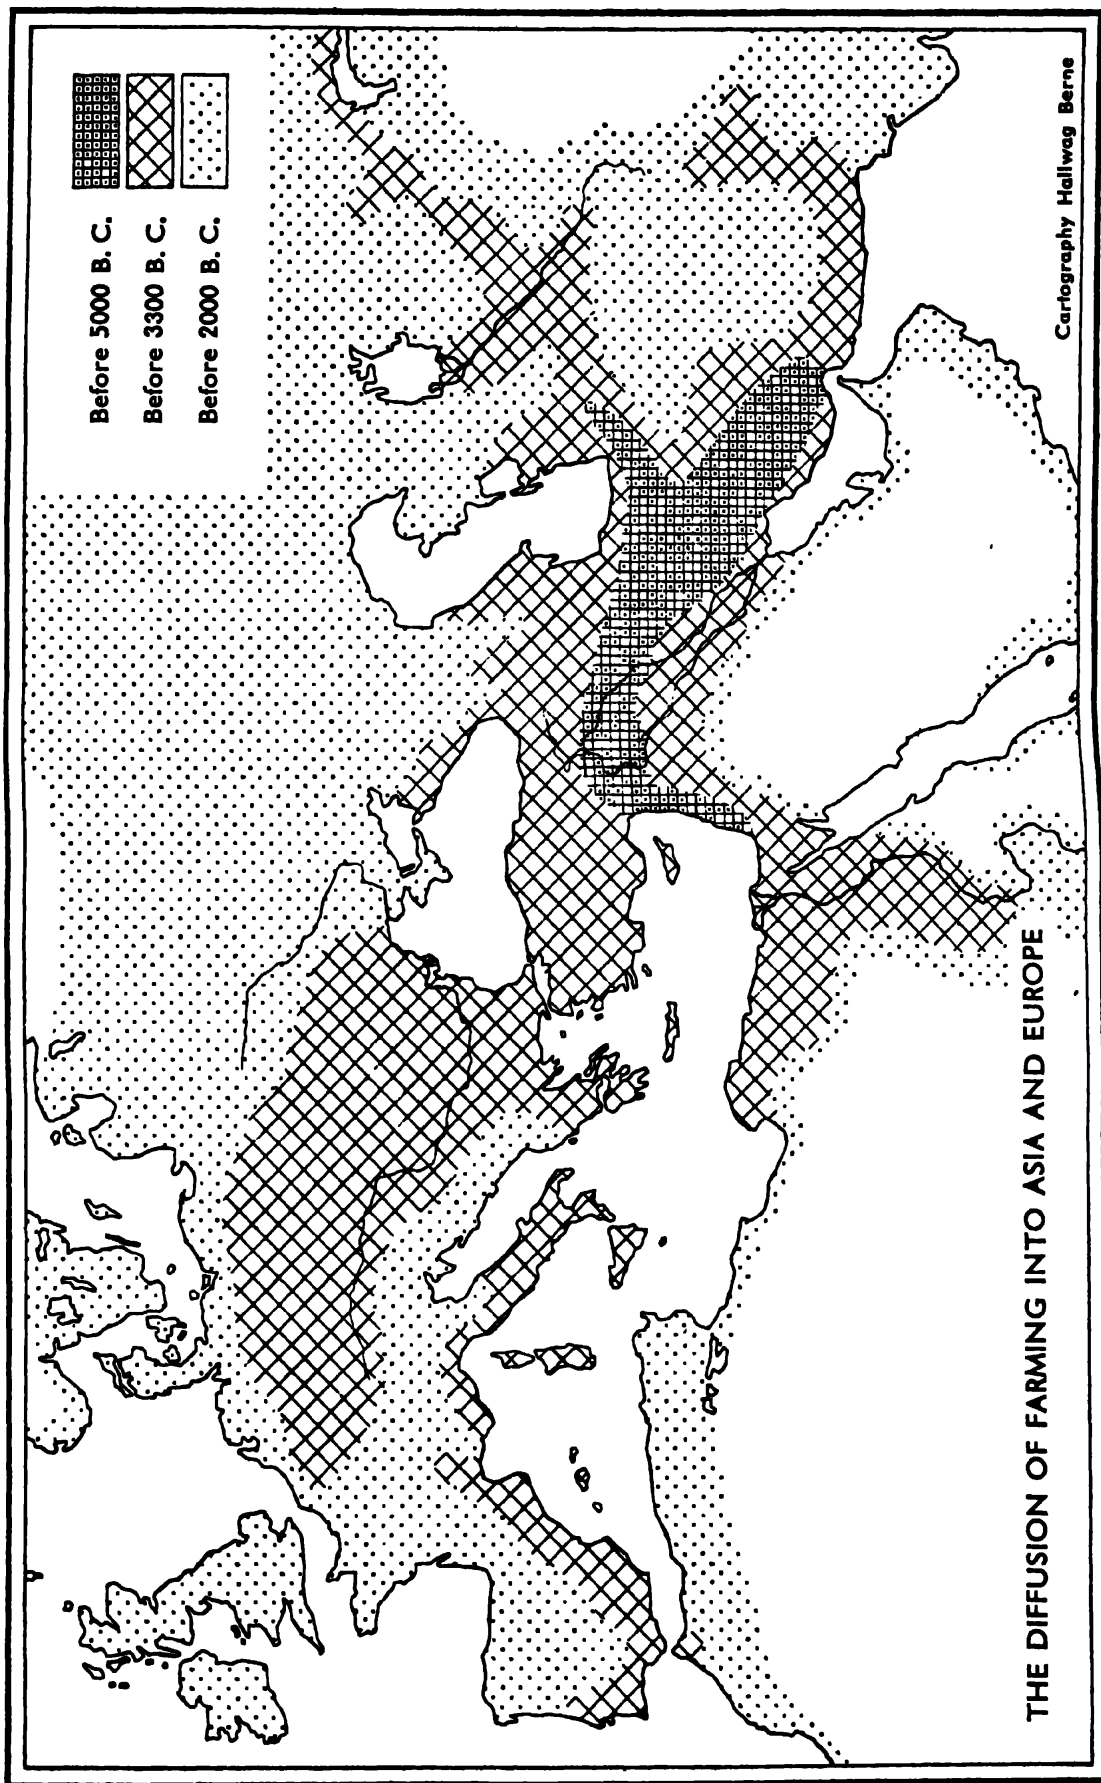 Before 5000 B. C.
Before 3300 B. C.
Before 2000 B. C.
THE DIFFUSION OF FARMING INTO ASIA AND EUROPE
Cartography Hallwag Berne